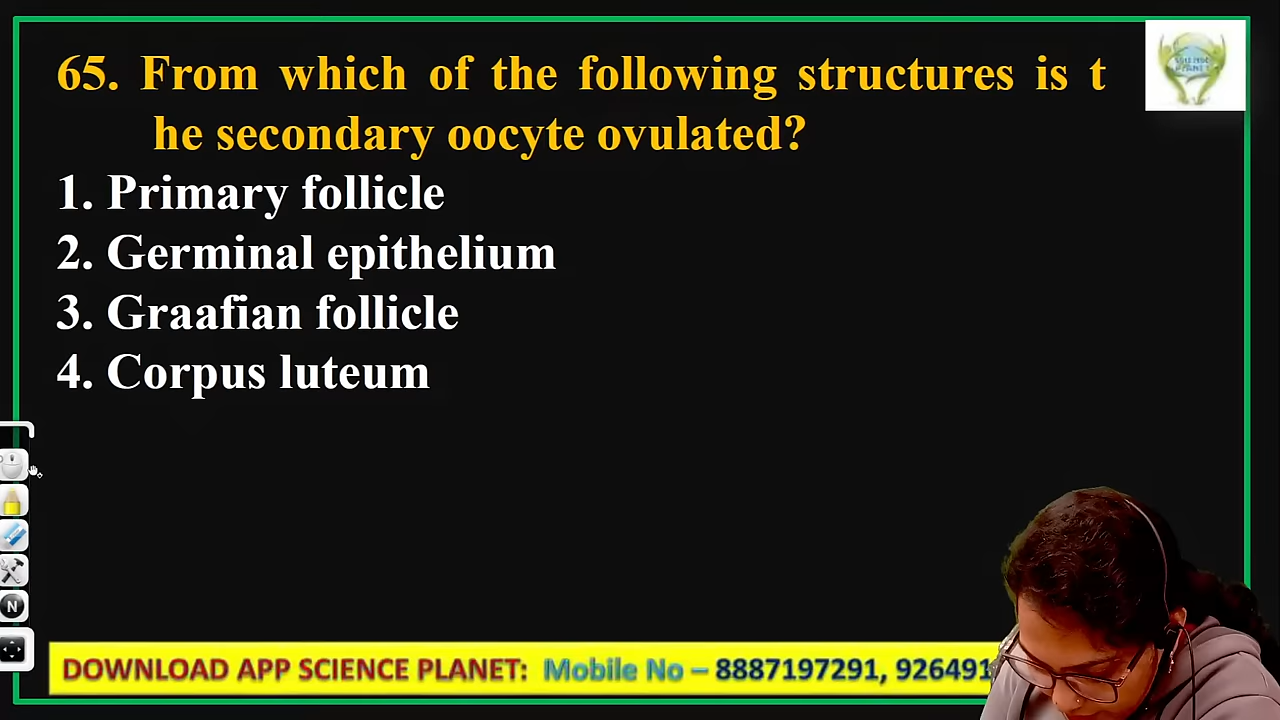 65. From which of the following structures is t
he secondary oocyte ovulated?
1. Primary follicle
2. Germinal epithelium
3. Graafian follicle
4. Corpus luteum
N
DOWNLOAD APP SCIENCE PLANET: Mobile No – 8887197291, 926491